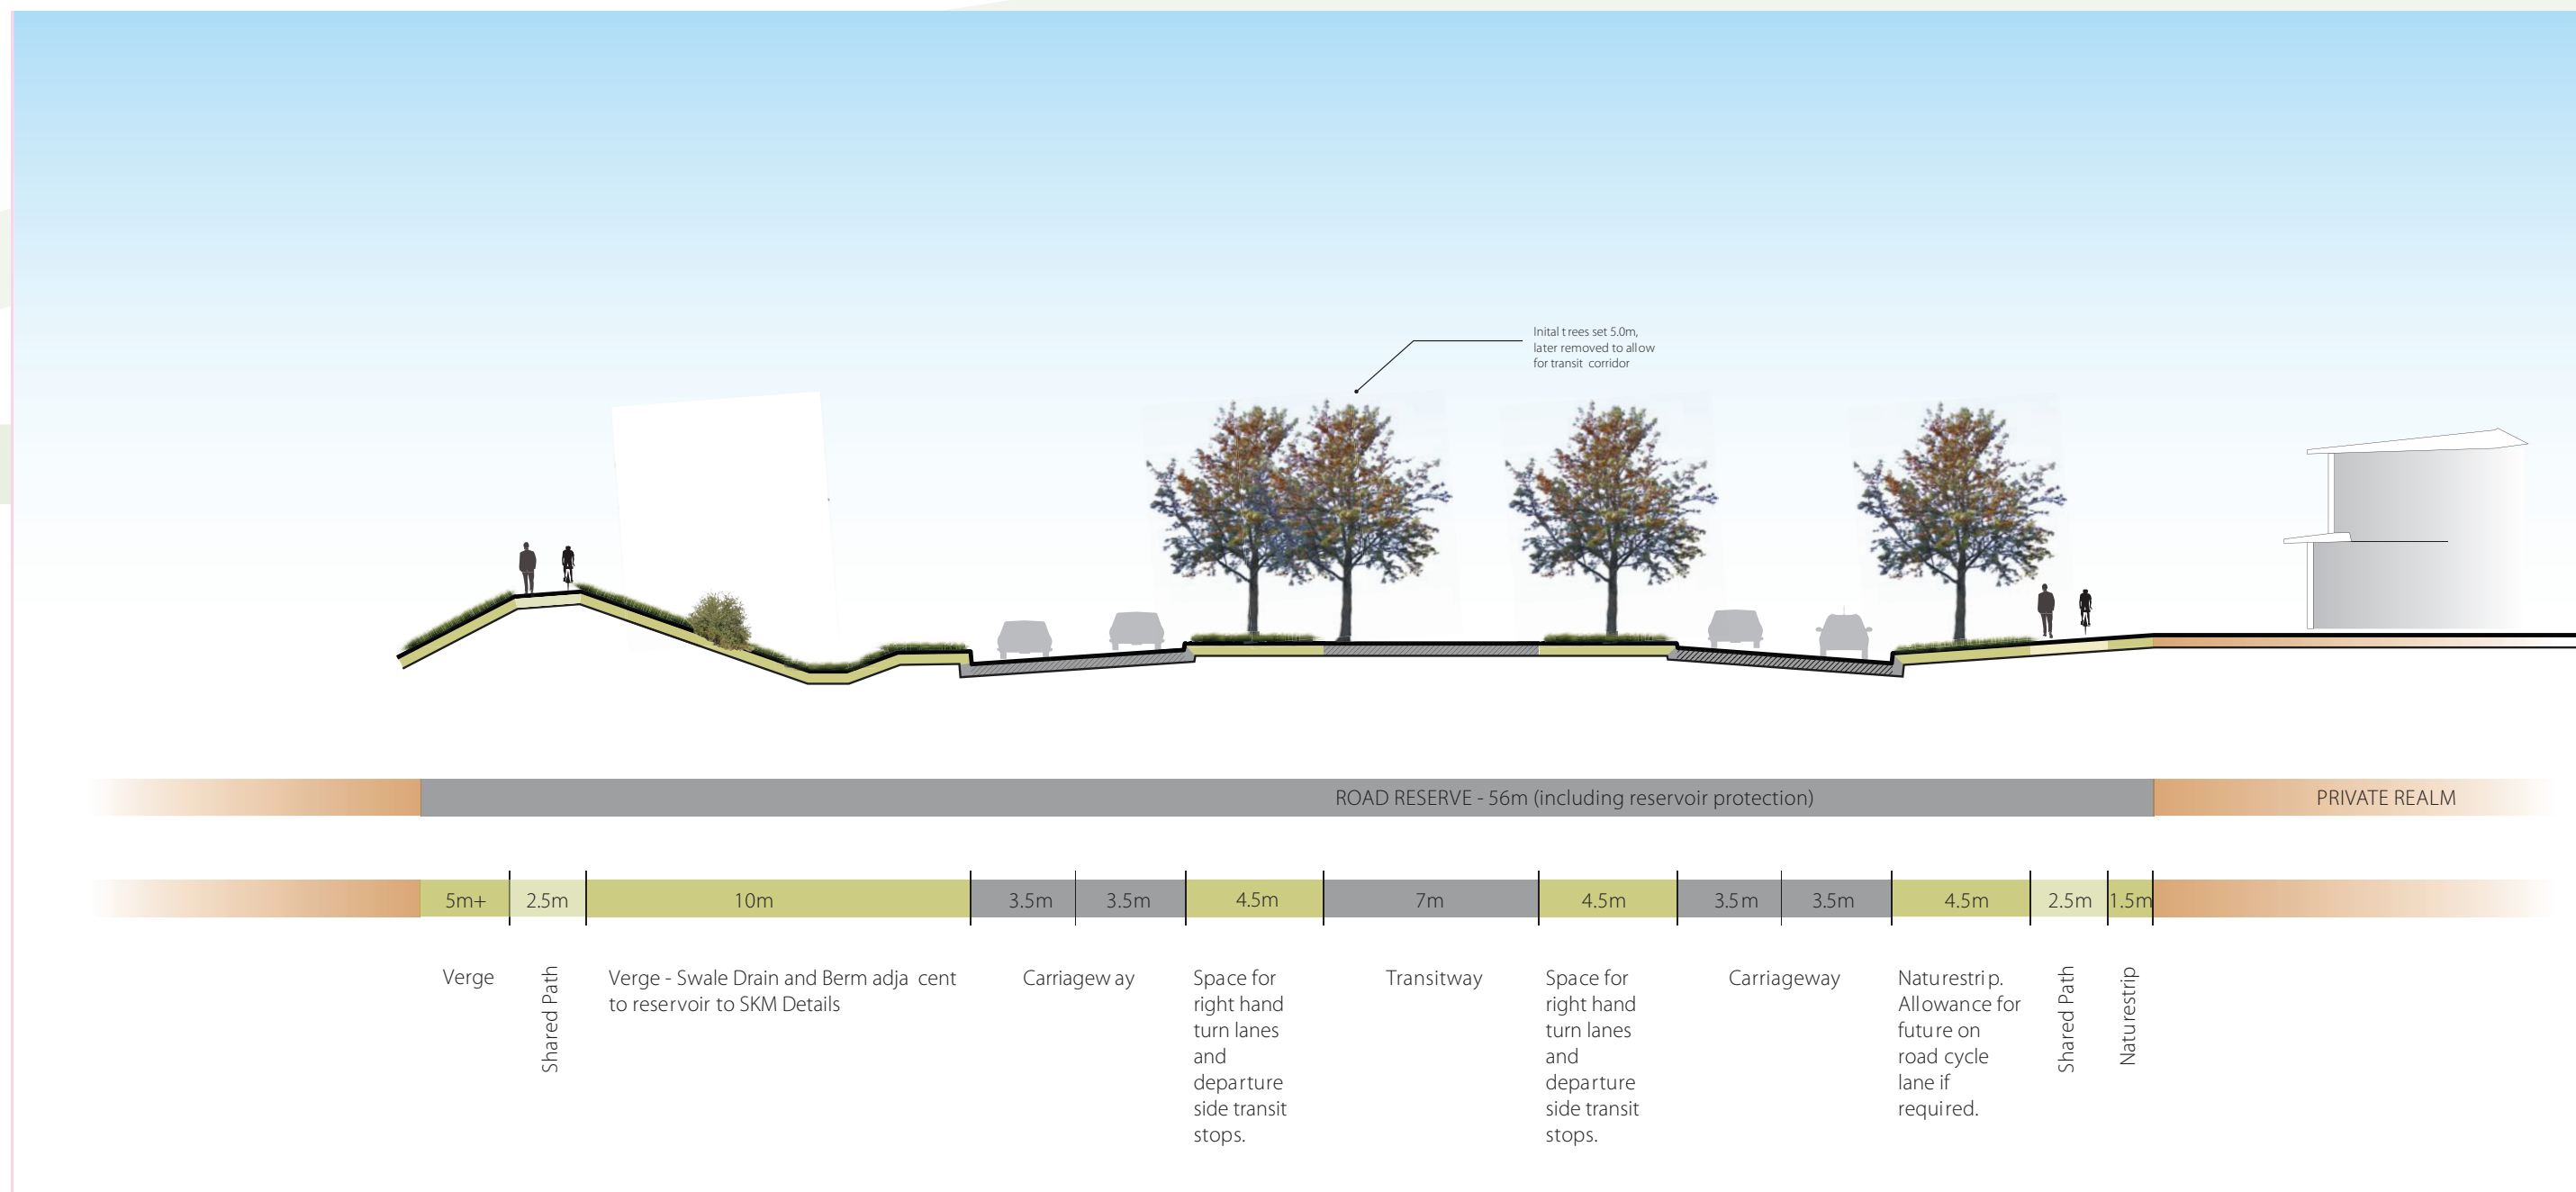 Inital trees set 5.0m,
later removed to allow
for transit corridor
ROAD RESERVE - 56m (including reservoir protection)
PRIVATE REALM
5m+
2.5m
10m
3.5m
3.5m
4.5m
7m
4.5m
3.5m
3.5m
4.5m
2.5m
1.5m
Verge
Shared Path
Verge - Swale Drain and Berm adja cent
to reservoir to SKM Details
Carriagew ay
Space for
right hand
turn lanes
and
departure
side transit
stops.
Transitway
Space for
right hand
turn lanes
and
departure
side transit
stops.
Carriageway
Naturestrip.
Allowance for
future on
road cycle
lane if
required.
Shared Path
Naturestrip